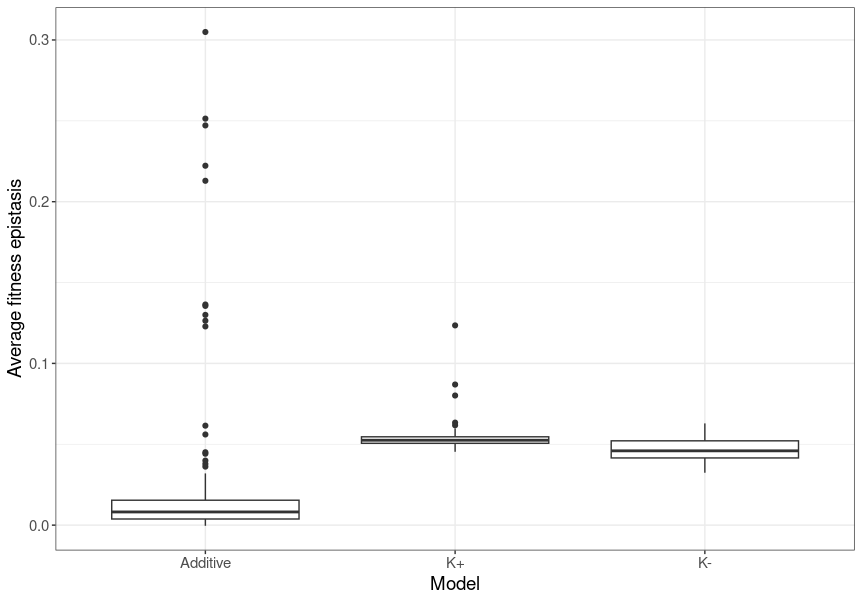 Average fitness epistasis
0.3
0.2
0.1
0.0
Additive
K+
K-
Model